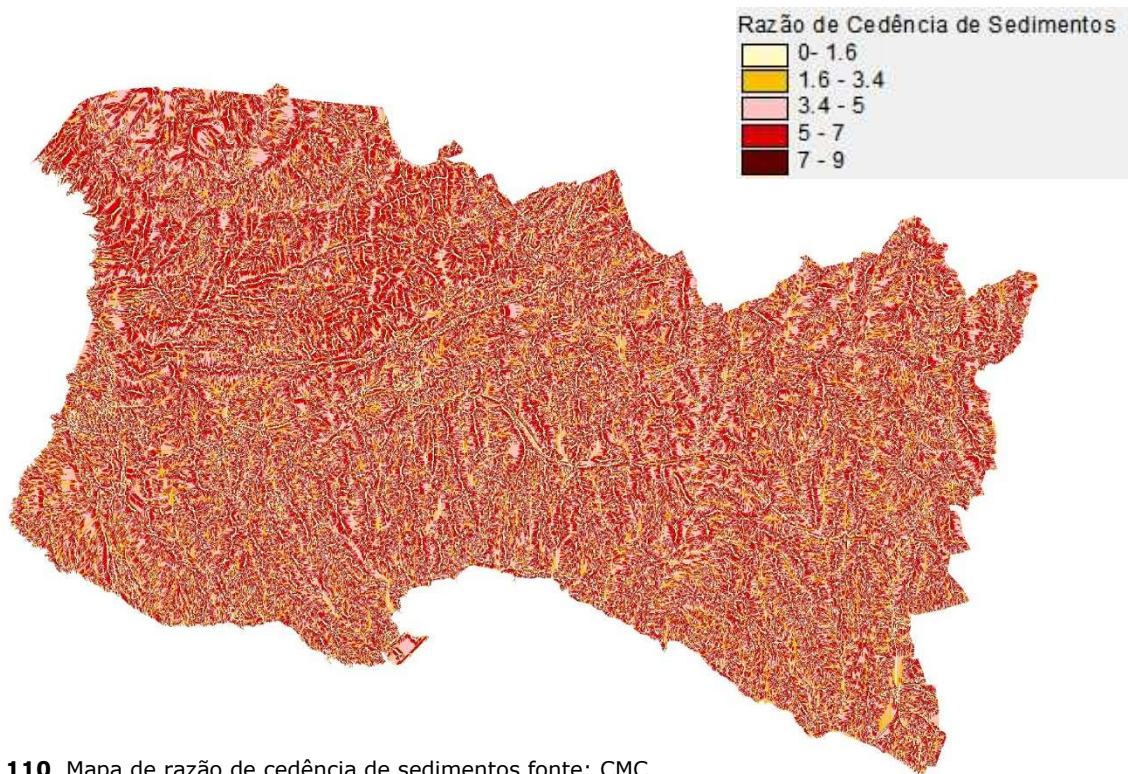 Razão de Cedência de Sedimentos
0- 1.6
1.6 - 3.4
3.4 - 5
5 - 7
7 - 9
110 Mapa de razão de cedência de sedimentos fonte: CMC